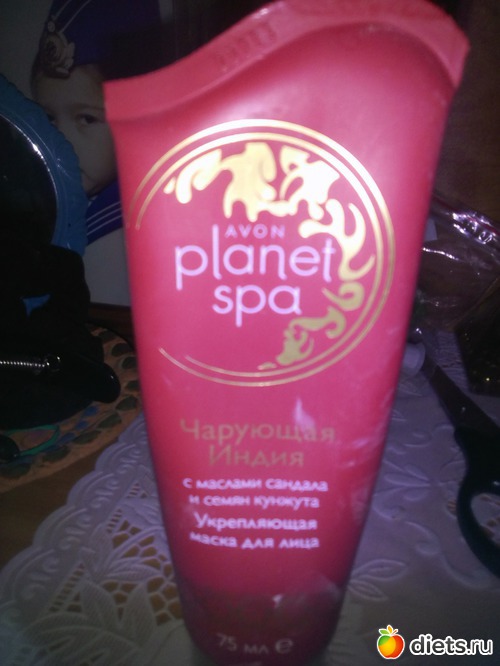 AVON
planet
spa
Чарующая
Индия
с маслами сандала
и семян кунжута
Укрепляющая
маска для лица
75 мл e
diets.ru